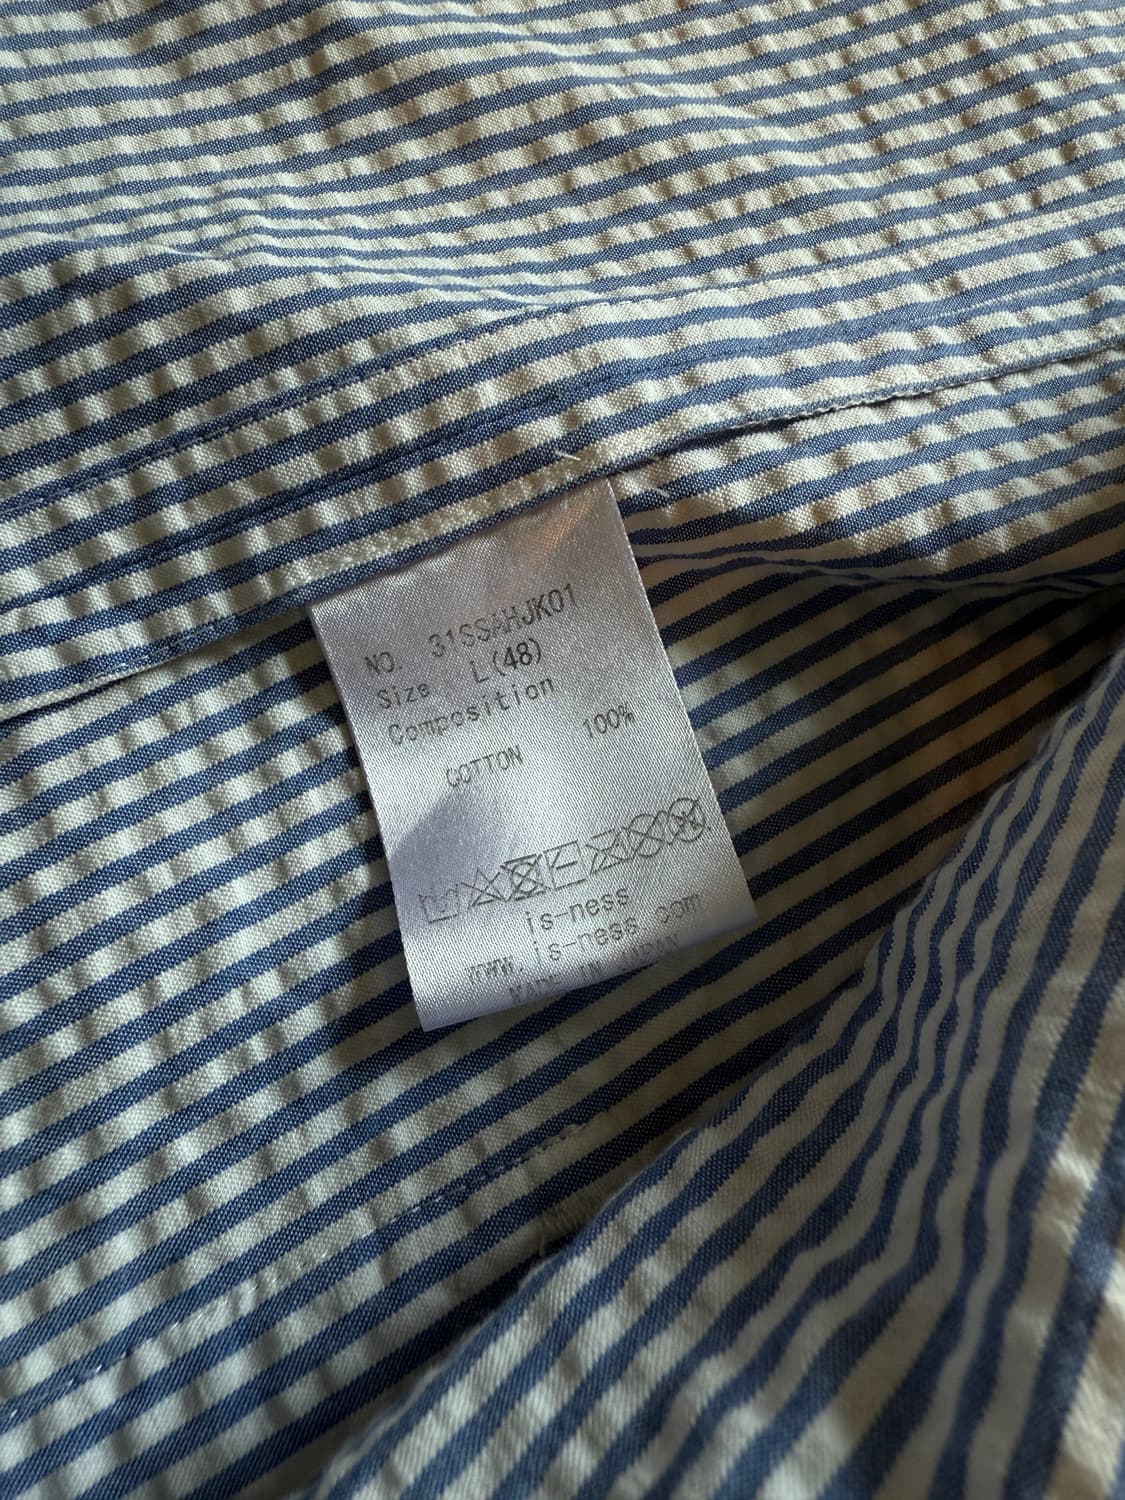 NO. 31SSAHJK01
Size L(48)
Composition
COTTON 100%
is-ness
www.is-ness.com
MADE IN JAPAN